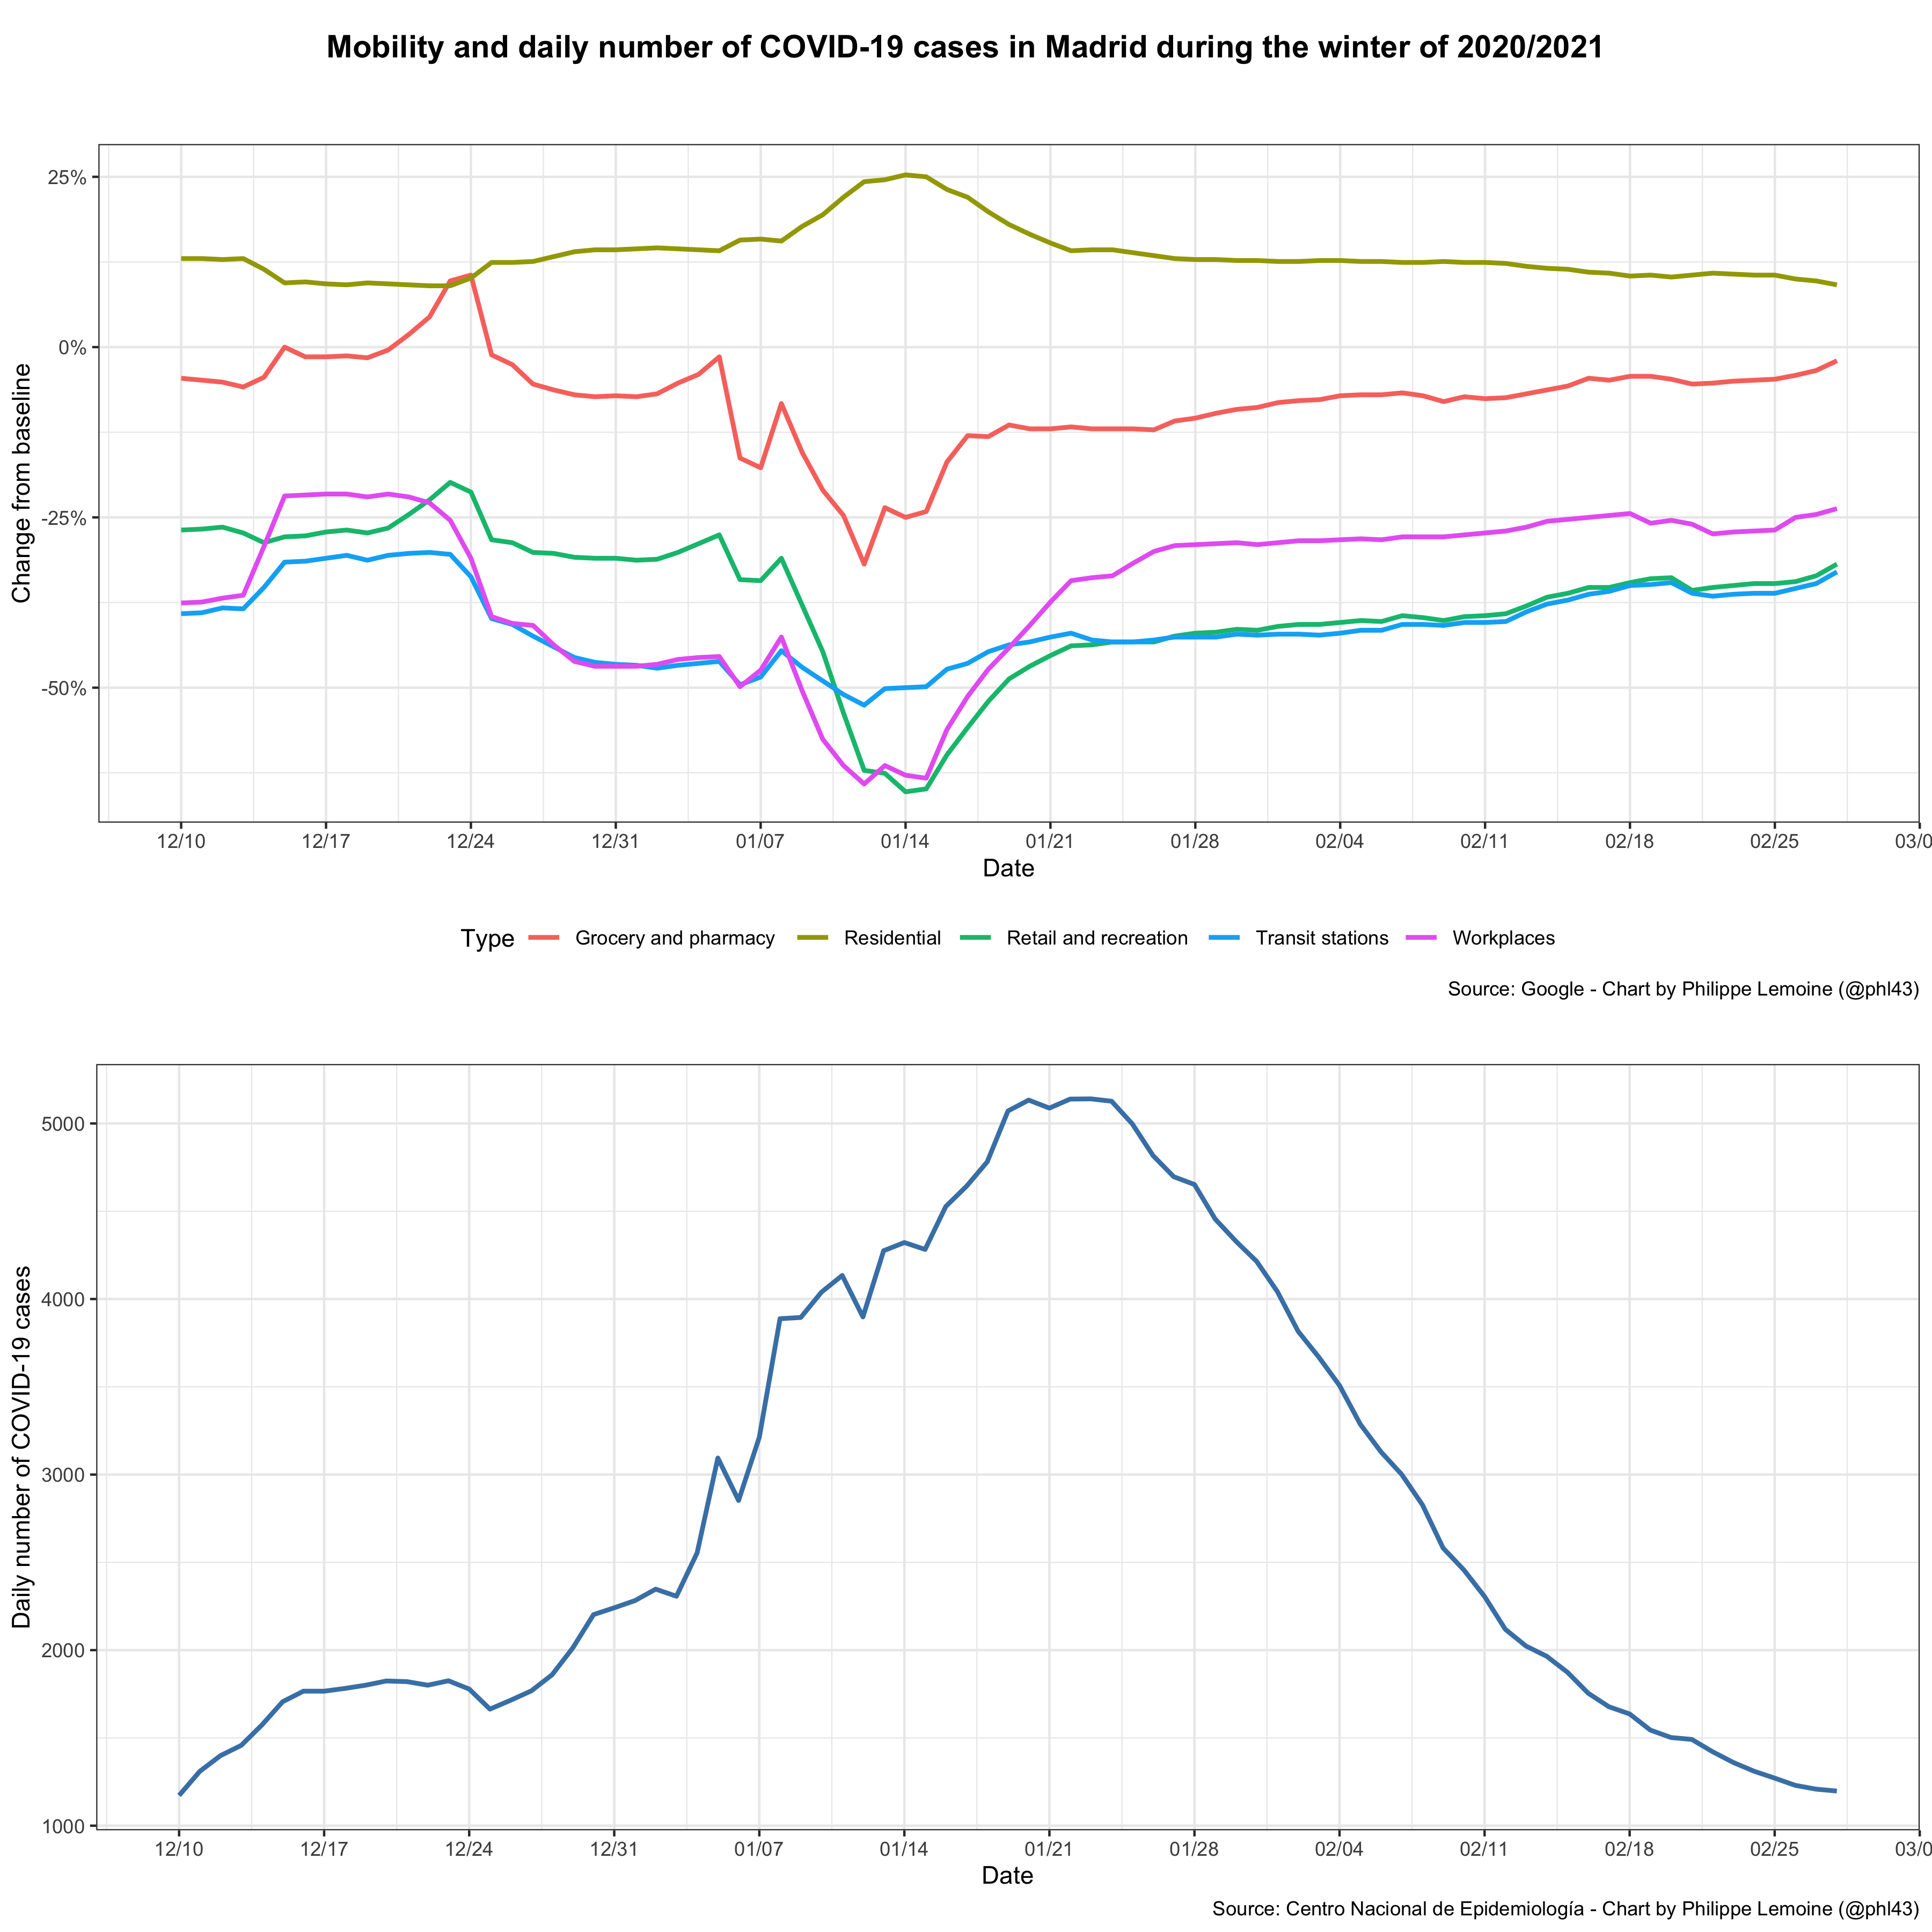 Mobility and daily number of COVID-19 cases in Madrid during the winter of 2020/2021
Change from baseline
25%
0%
-25%
-50%
12/10 12/17 12/24 12/31 01/07 01/14 01/21 01/28 02/04 02/11 02/18 02/25 03/0
Date
Type Grocery and pharmacy Residential Retail and recreation Transit stations Workplaces
Source: Google - Chart by Philippe Lemoine (@phl43)
Daily number of COVID-19 cases
5000
4000
3000
2000
1000
12/10 12/17 12/24 12/31 01/07 01/14 01/21 01/28 02/04 02/11 02/18 02/25 03/0
Date
Source: Centro Nacional de Epidemiología - Chart by Philippe Lemoine (@phl43)